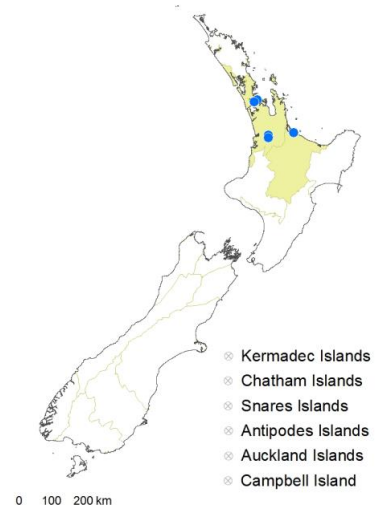 Kermadec Islands
Chatham Islands
Snares Islands
Antipodes Islands
Auckland Islands
Campbell Island
0 100 200 km